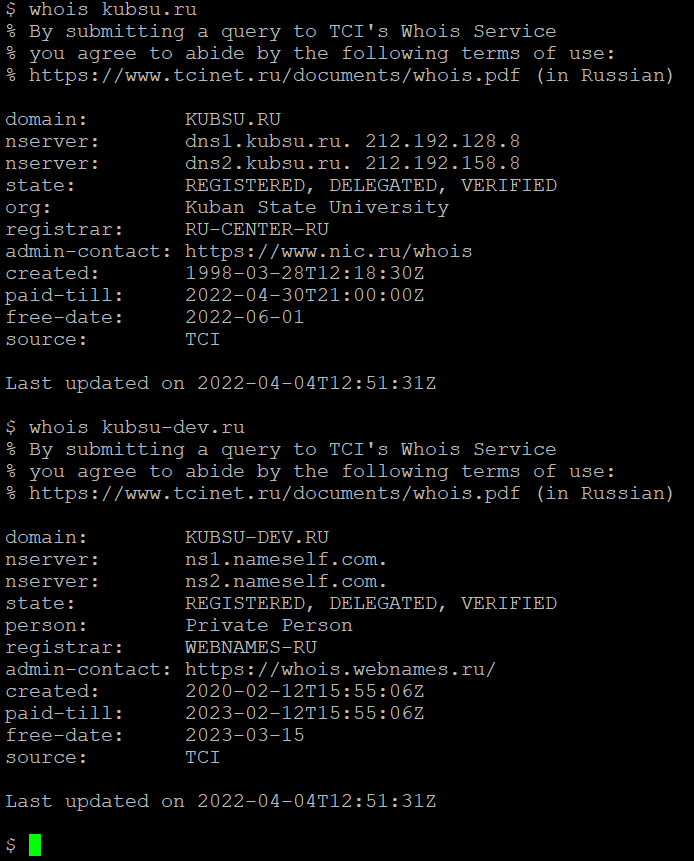 $ whois kubsu.ru
% By submitting a query to TCI's Whois Service
% you agree to abide by the following terms of use:
% https://www.tcinet.ru/documents/whois.pdf (in Russian)

domain:        KUBSU.RU
nserver:       dns1.kubsu.ru. 212.192.128.8
nserver:       dns2.kubsu.ru. 212.192.158.8
state:         REGISTERED, DELEGATED, VERIFIED
org:           Kuban State University
registrar:     RU-CENTER-RU
admin-contact: https://www.nic.ru/whois
created:       1998-03-28T12:18:30Z
paid-till:     2022-04-30T21:00:00Z
free-date:     2022-06-01
source:        TCI

Last updated on 2022-04-04T12:51:31Z

$ whois kubsu-dev.ru
% By submitting a query to TCI's Whois Service
% you agree to abide by the following terms of use:
% https://www.tcinet.ru/documents/whois.pdf (in Russian)

domain:        KUBSU-DEV.RU
nserver:       ns1.nameself.com.
nserver:       ns2.nameself.com.
state:         REGISTERED, DELEGATED, VERIFIED
person:        Private Person
registrar:     WEBNAMES-RU
admin-contact: https://whois.webnames.ru/
created:       2020-02-12T15:55:06Z
paid-till:     2023-02-12T15:55:06Z
free-date:     2023-03-15
source:        TCI

Last updated on 2022-04-04T12:51:31Z

$